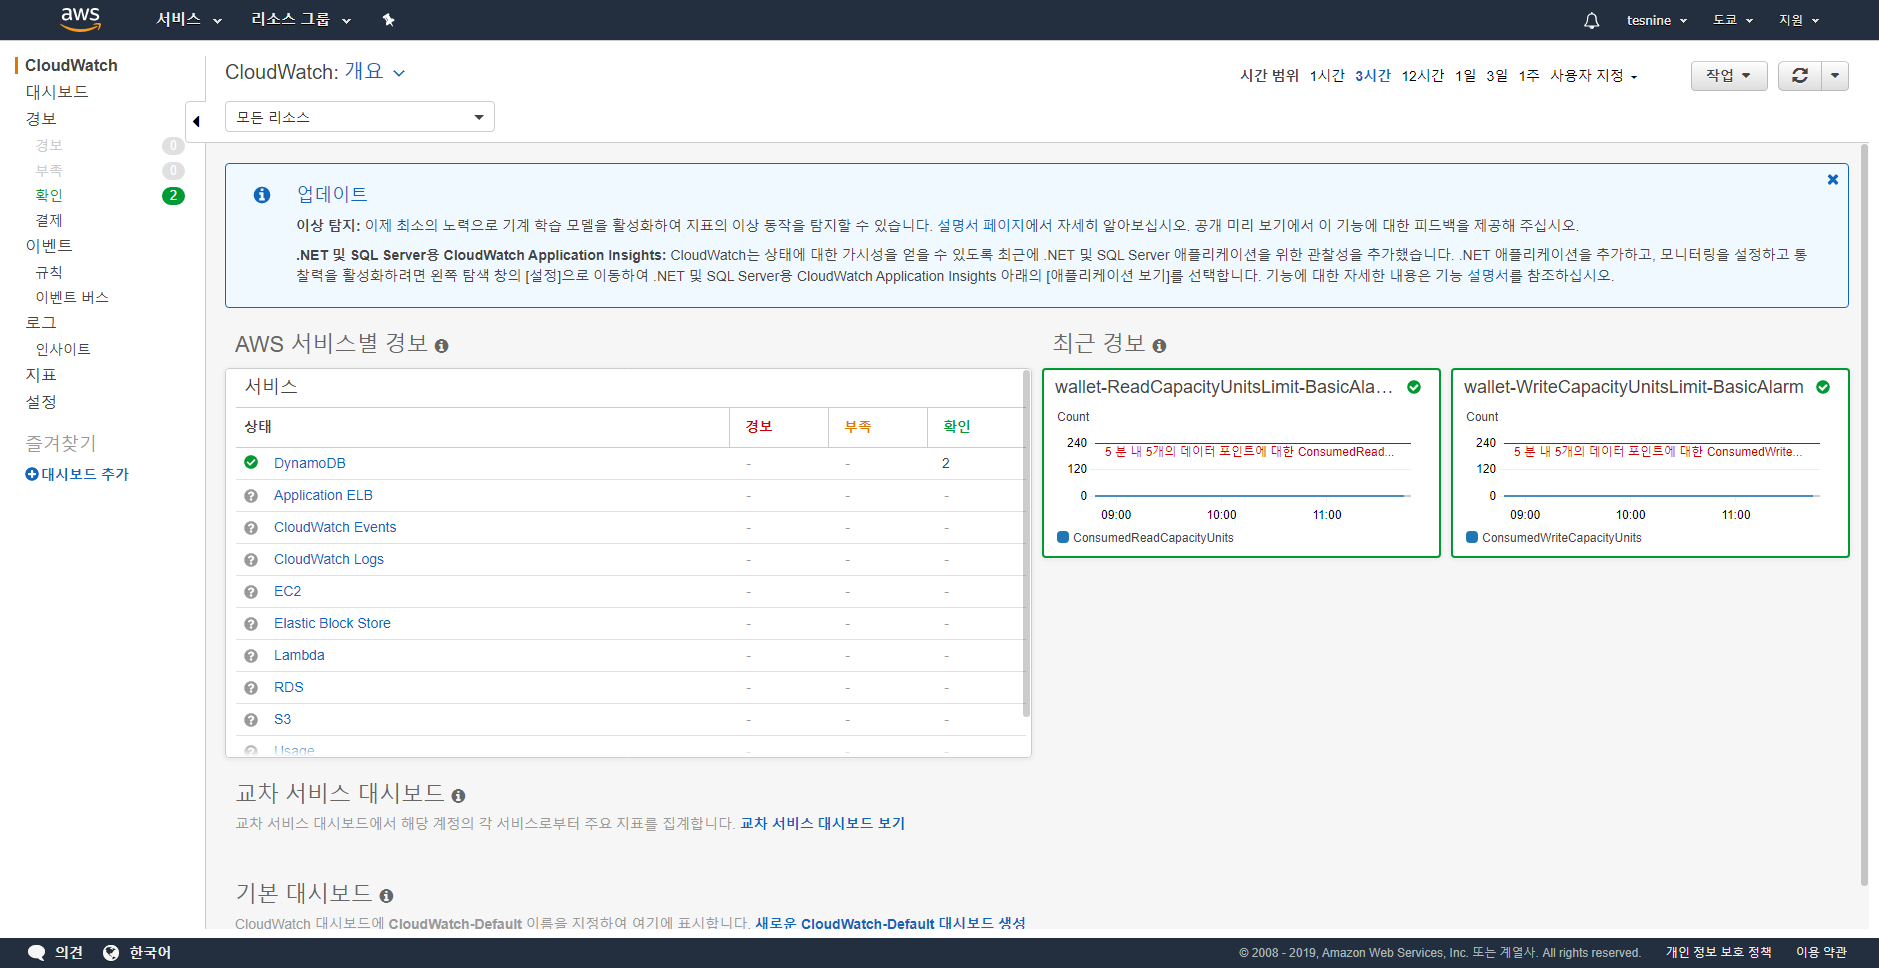 aws 서비스 리소스 그룹 tesnine 도쿄 지원
CloudWatch
대시보드
경보
경보 0
부족 0
확인 2
결제
이벤트
규칙
이벤트 버스
로그
인사이트
지표
설정
즐겨찾기
대시보드 추가
CloudWatch: 개요
시간 범위 1시간 3시간 12시간 1일 3일 1주 사용자 지정
작업
모든 리소스
업데이트
이상 탐지: 이제 최소의 노력으로 기계 학습 모델을 활성화하여 지표의 이상 동작을 탐지할 수 있습니다. 설명서 페이지에서 자세히 알아보십시오. 공개 미리 보기에서 이 기능에 대한 피드백을 제공해 주십시오.
.NET 및 SQL Server용 CloudWatch Application Insights: CloudWatch는 상태에 대한 가시성을 얻을 수 있도록 최근에 .NET 및 SQL Server 애플리케이션을 위한 관찰성을 추가했습니다. .NET 애플리케이션을 추가하고, 모니터링을 설정하고 통
찰력을 활성화하려면 왼쪽 탐색 창의 [설정]으로 이동하여 .NET 및 SQL Server용 CloudWatch Application Insights 아래의 [애플리케이션 보기]를 선택합니다. 기능에 대한 자세한 내용은 기능 설명서를 참조하십시오.
AWS 서비스별 경보
서비스
상태 경보 부족 확인
DynamoDB - - 2
Application ELB - - -
CloudWatch Events - - -
CloudWatch Logs - - -
EC2 - - -
Elastic Block Store - - -
Lambda - - -
RDS - - -
S3 - - -
Usage - - -
최근 경보
wallet-ReadCapacityUnitsLimit-BasicAla...
Count
240
5 분 내 5개의 데이터 포인트에 대한 ConsumedRead...
120
0
09:00 10:00 11:00
ConsumedReadCapacityUnits
wallet-WriteCapacityUnitsLimit-BasicAlarm
Count
240
5 분 내 5개의 데이터 포인트에 대한 ConsumedWrite...
120
0
09:00 10:00 11:00
ConsumedWriteCapacityUnits
교차 서비스 대시보드
교차 서비스 대시보드에서 해당 계정의 각 서비스로부터 주요 지표를 집계합니다. 교차 서비스 대시보드 보기
기본 대시보드
CloudWatch 대시보드에 CloudWatch-Default 이름을 지정하여 여기에 표시합니다. 새로운 CloudWatch-Default 대시보드 생성
의견 한국어
© 2008 - 2019, Amazon Web Services, Inc. 또는 계열사. All rights reserved. 개인 정보 보호 정책 이용 약관